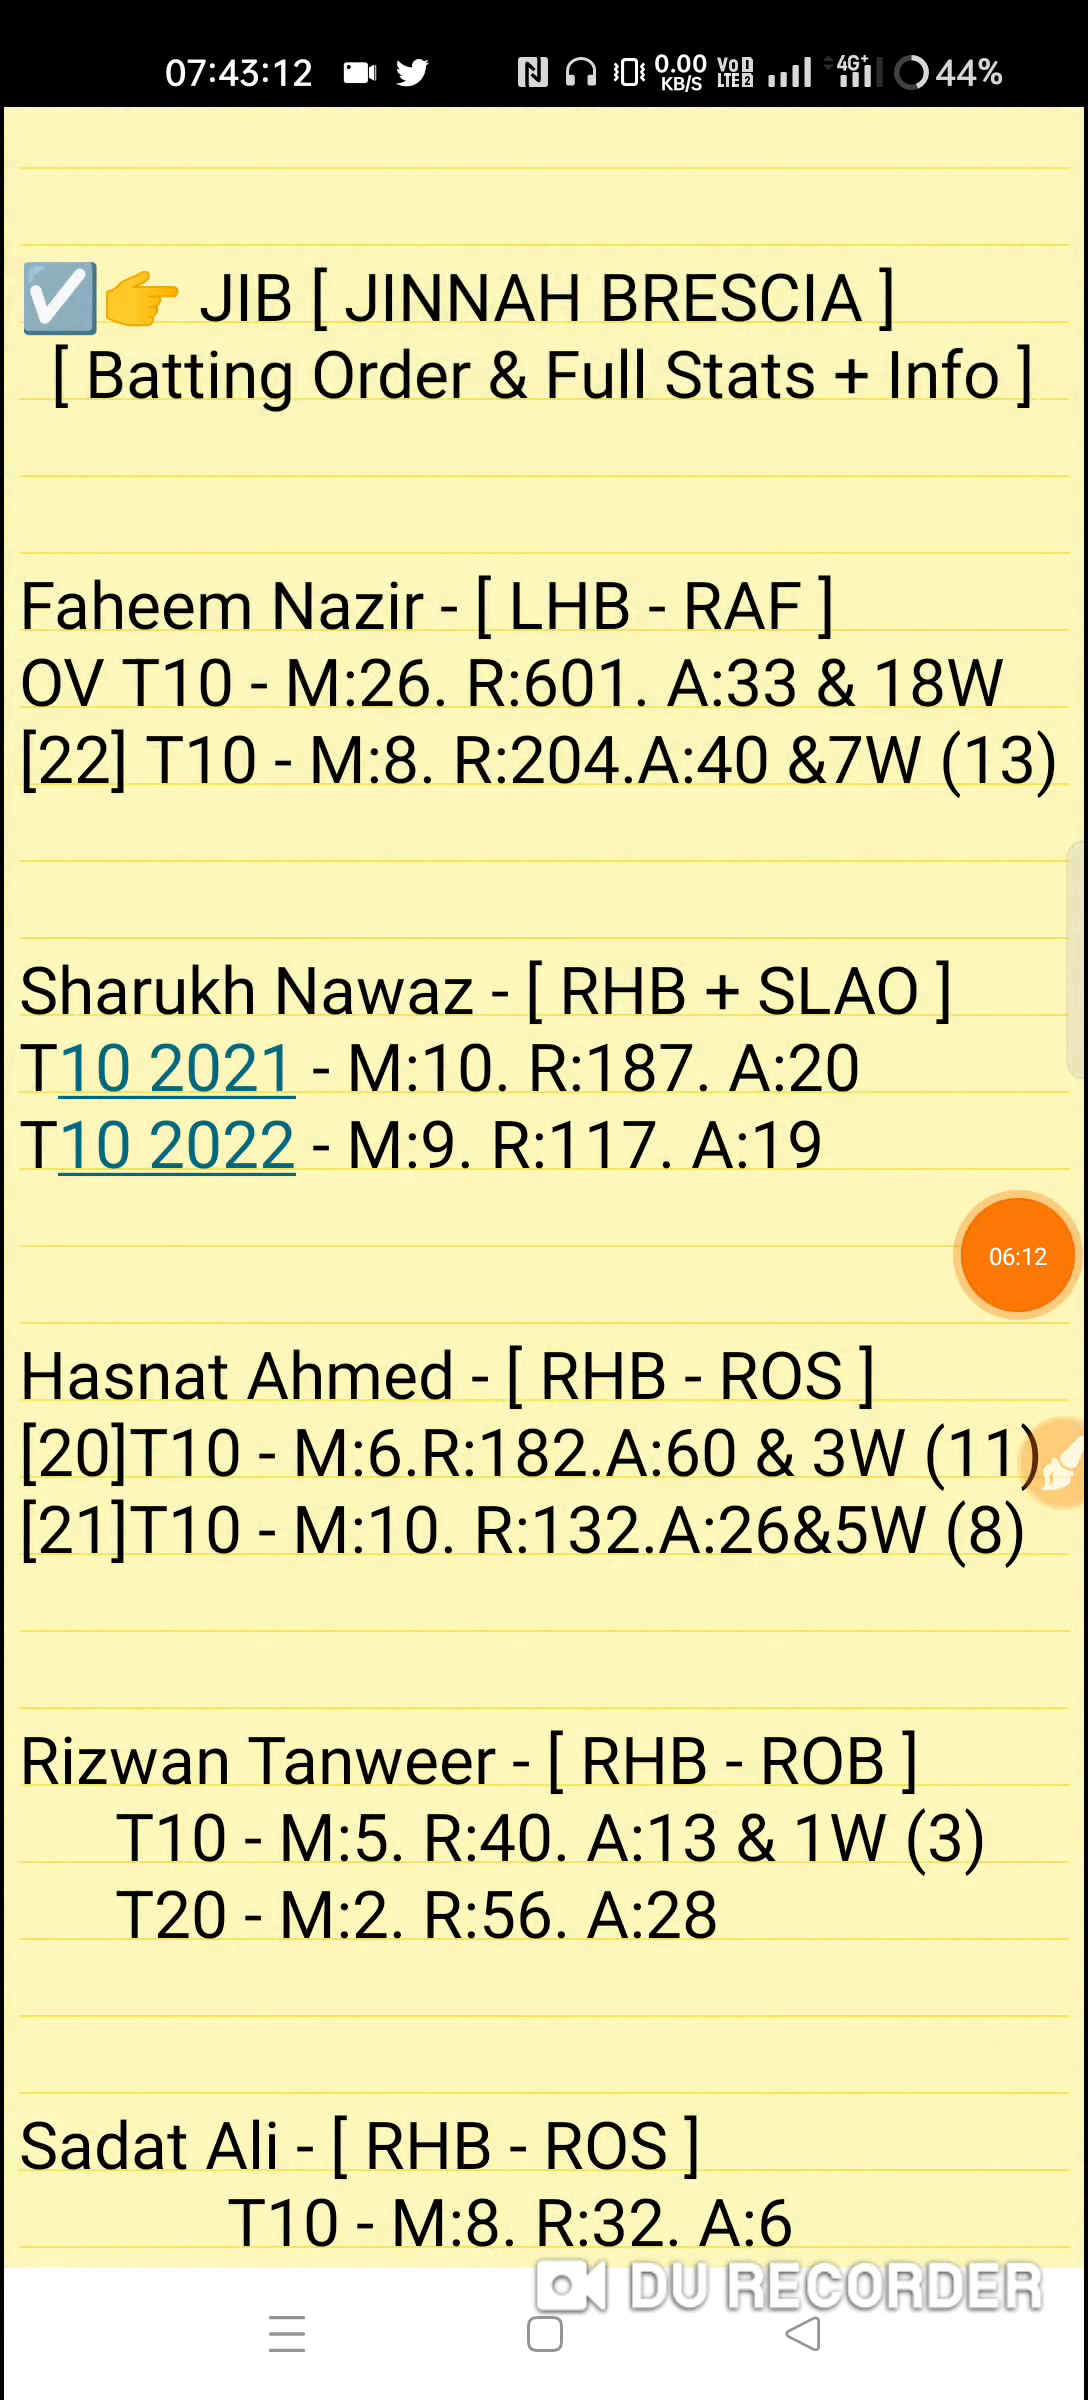 07:43:12 0.00 KB/S VoD LTE2 4G+ 44%
☑️👉 JIB [ JINNAH BRESCIA ]
[ Batting Order & Full Stats + Info ]
Faheem Nazir - [ LHB - RAF ]
OV T10 - M:26. R:601. A:33 & 18W
[22] T10 - M:8. R:204.A:40 &7W (13)
Sharukh Nawaz - [ RHB + SLAO ]
T10 2021 - M:10. R:187. A:20
T10 2022 - M:9. R:117. A:19
06:12
Hasnat Ahmed - [ RHB - ROS ]
[20]T10 - M:6.R:182.A:60 & 3W (11)
[21]T10 - M:10. R:132.A:26&5W (8)
Rizwan Tanweer - [ RHB - ROB ]
T10 - M:5. R:40. A:13 & 1W (3)
T20 - M:2. R:56. A:28
Sadat Ali - [ RHB - ROS ]
T10 - M:8. R:32. A:6
DU RECORDER